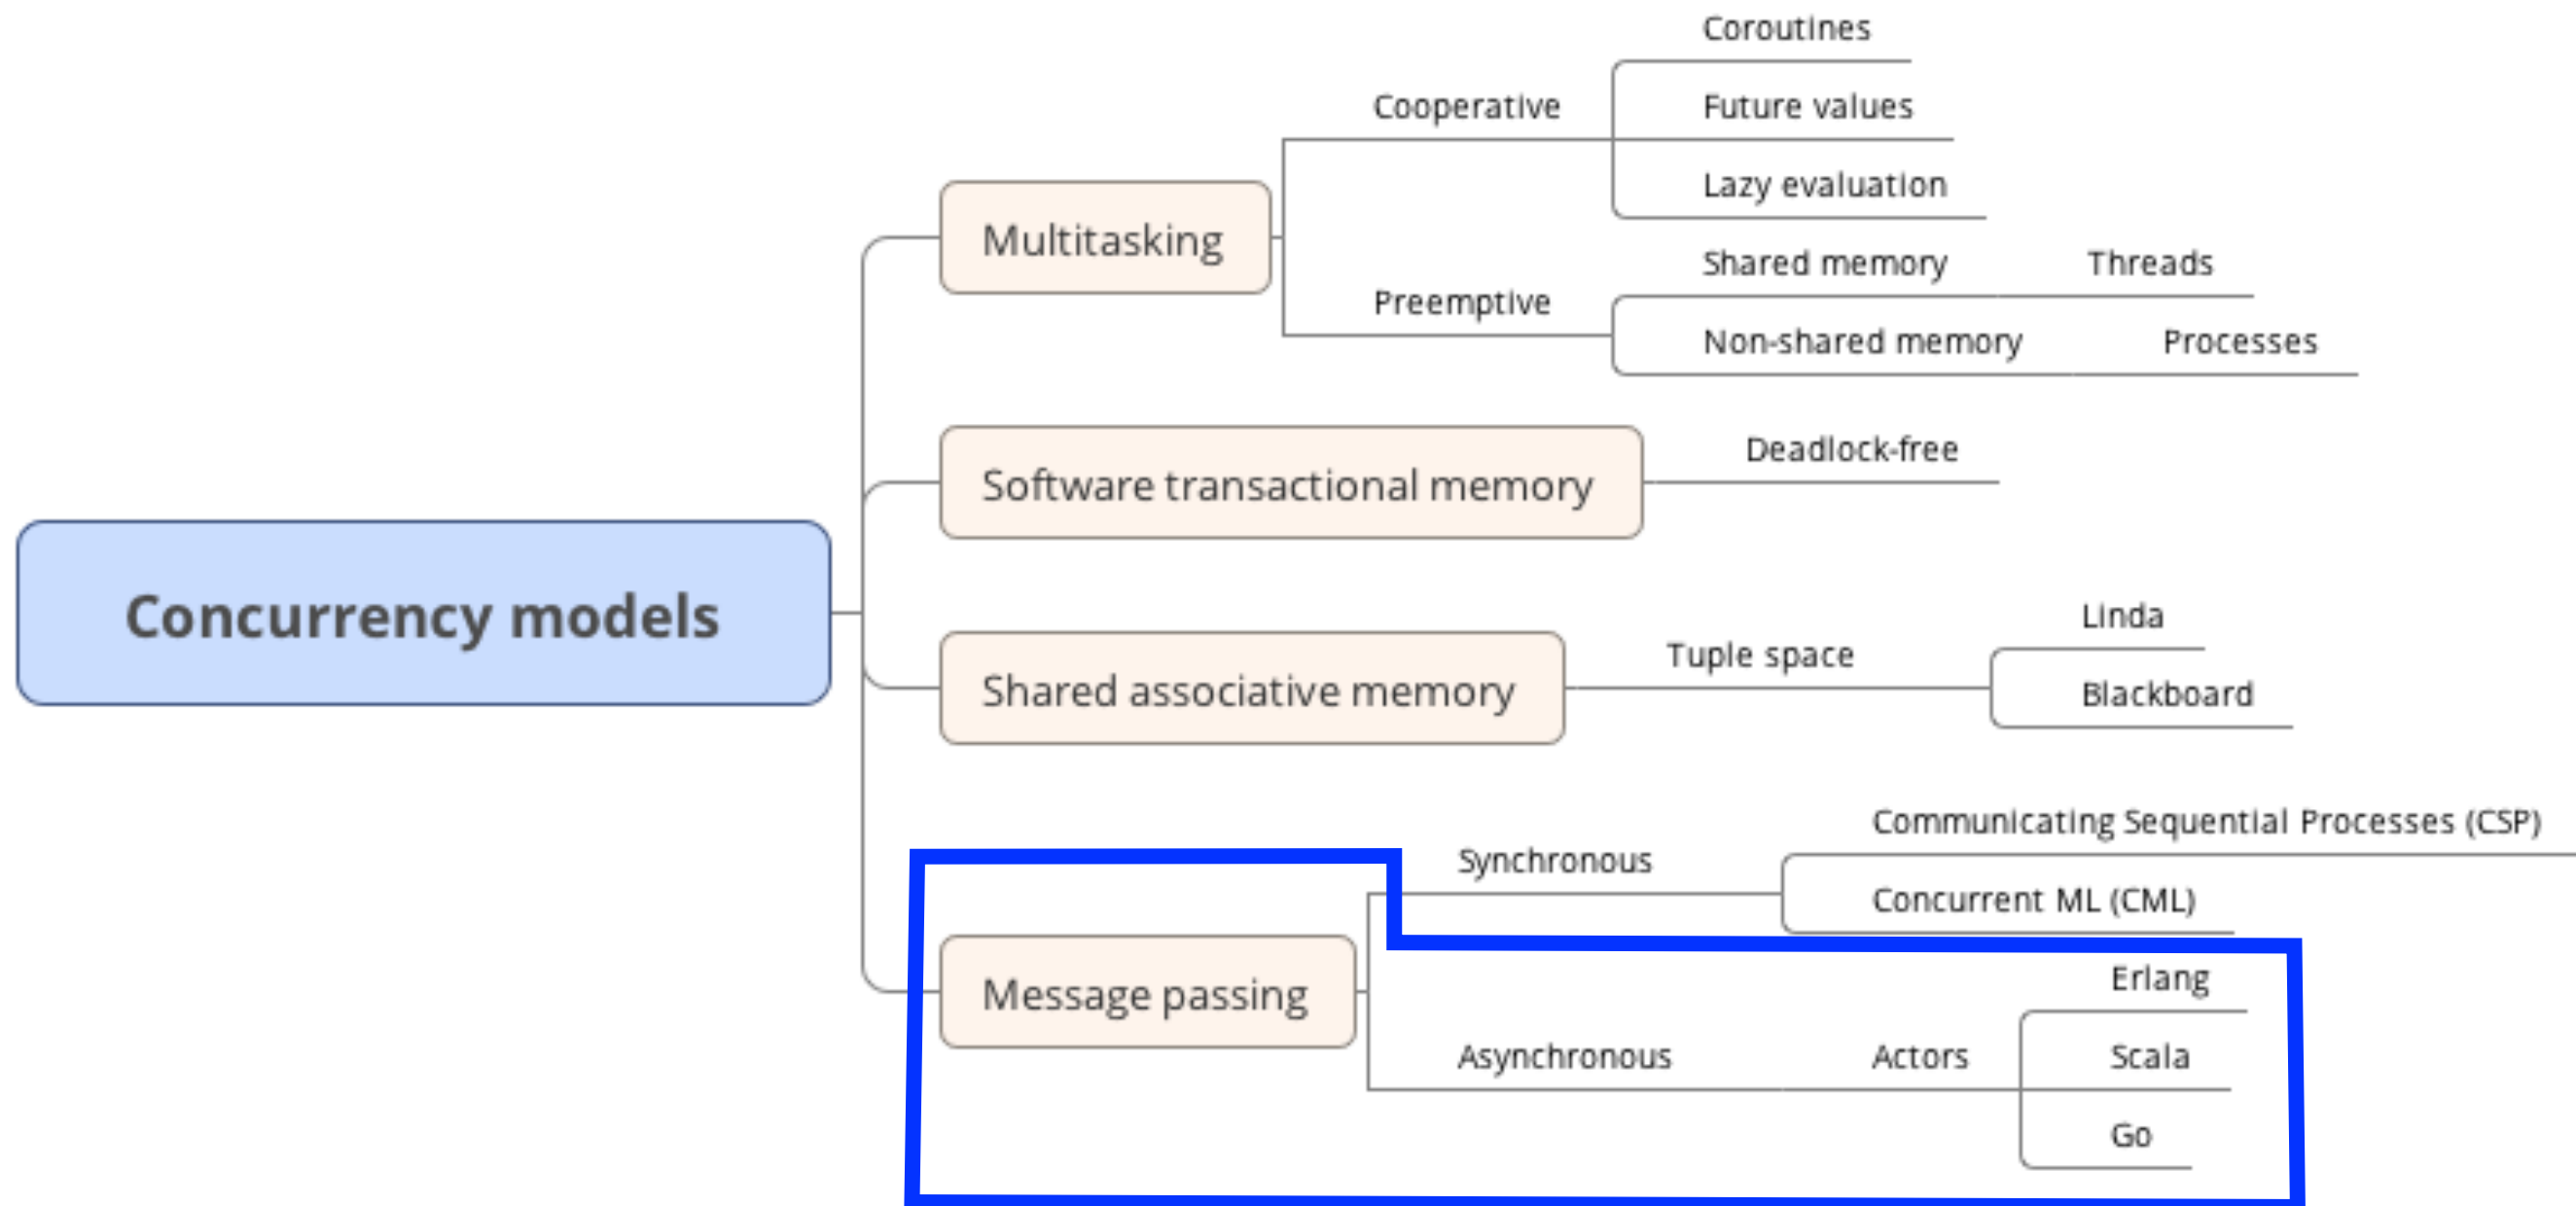 Concurrency models
Multitasking
Cooperative
Coroutines
Future values
Lazy evaluation
Preemptive
Shared memory
Threads
Non-shared memory
Processes
Software transactional memory
Deadlock-free
Shared associative memory
Tuple space
Linda
Blackboard
Message passing
Synchronous
Communicating Sequential Processes (CSP)
Concurrent ML (CML)
Asynchronous
Actors
Erlang
Scala
Go